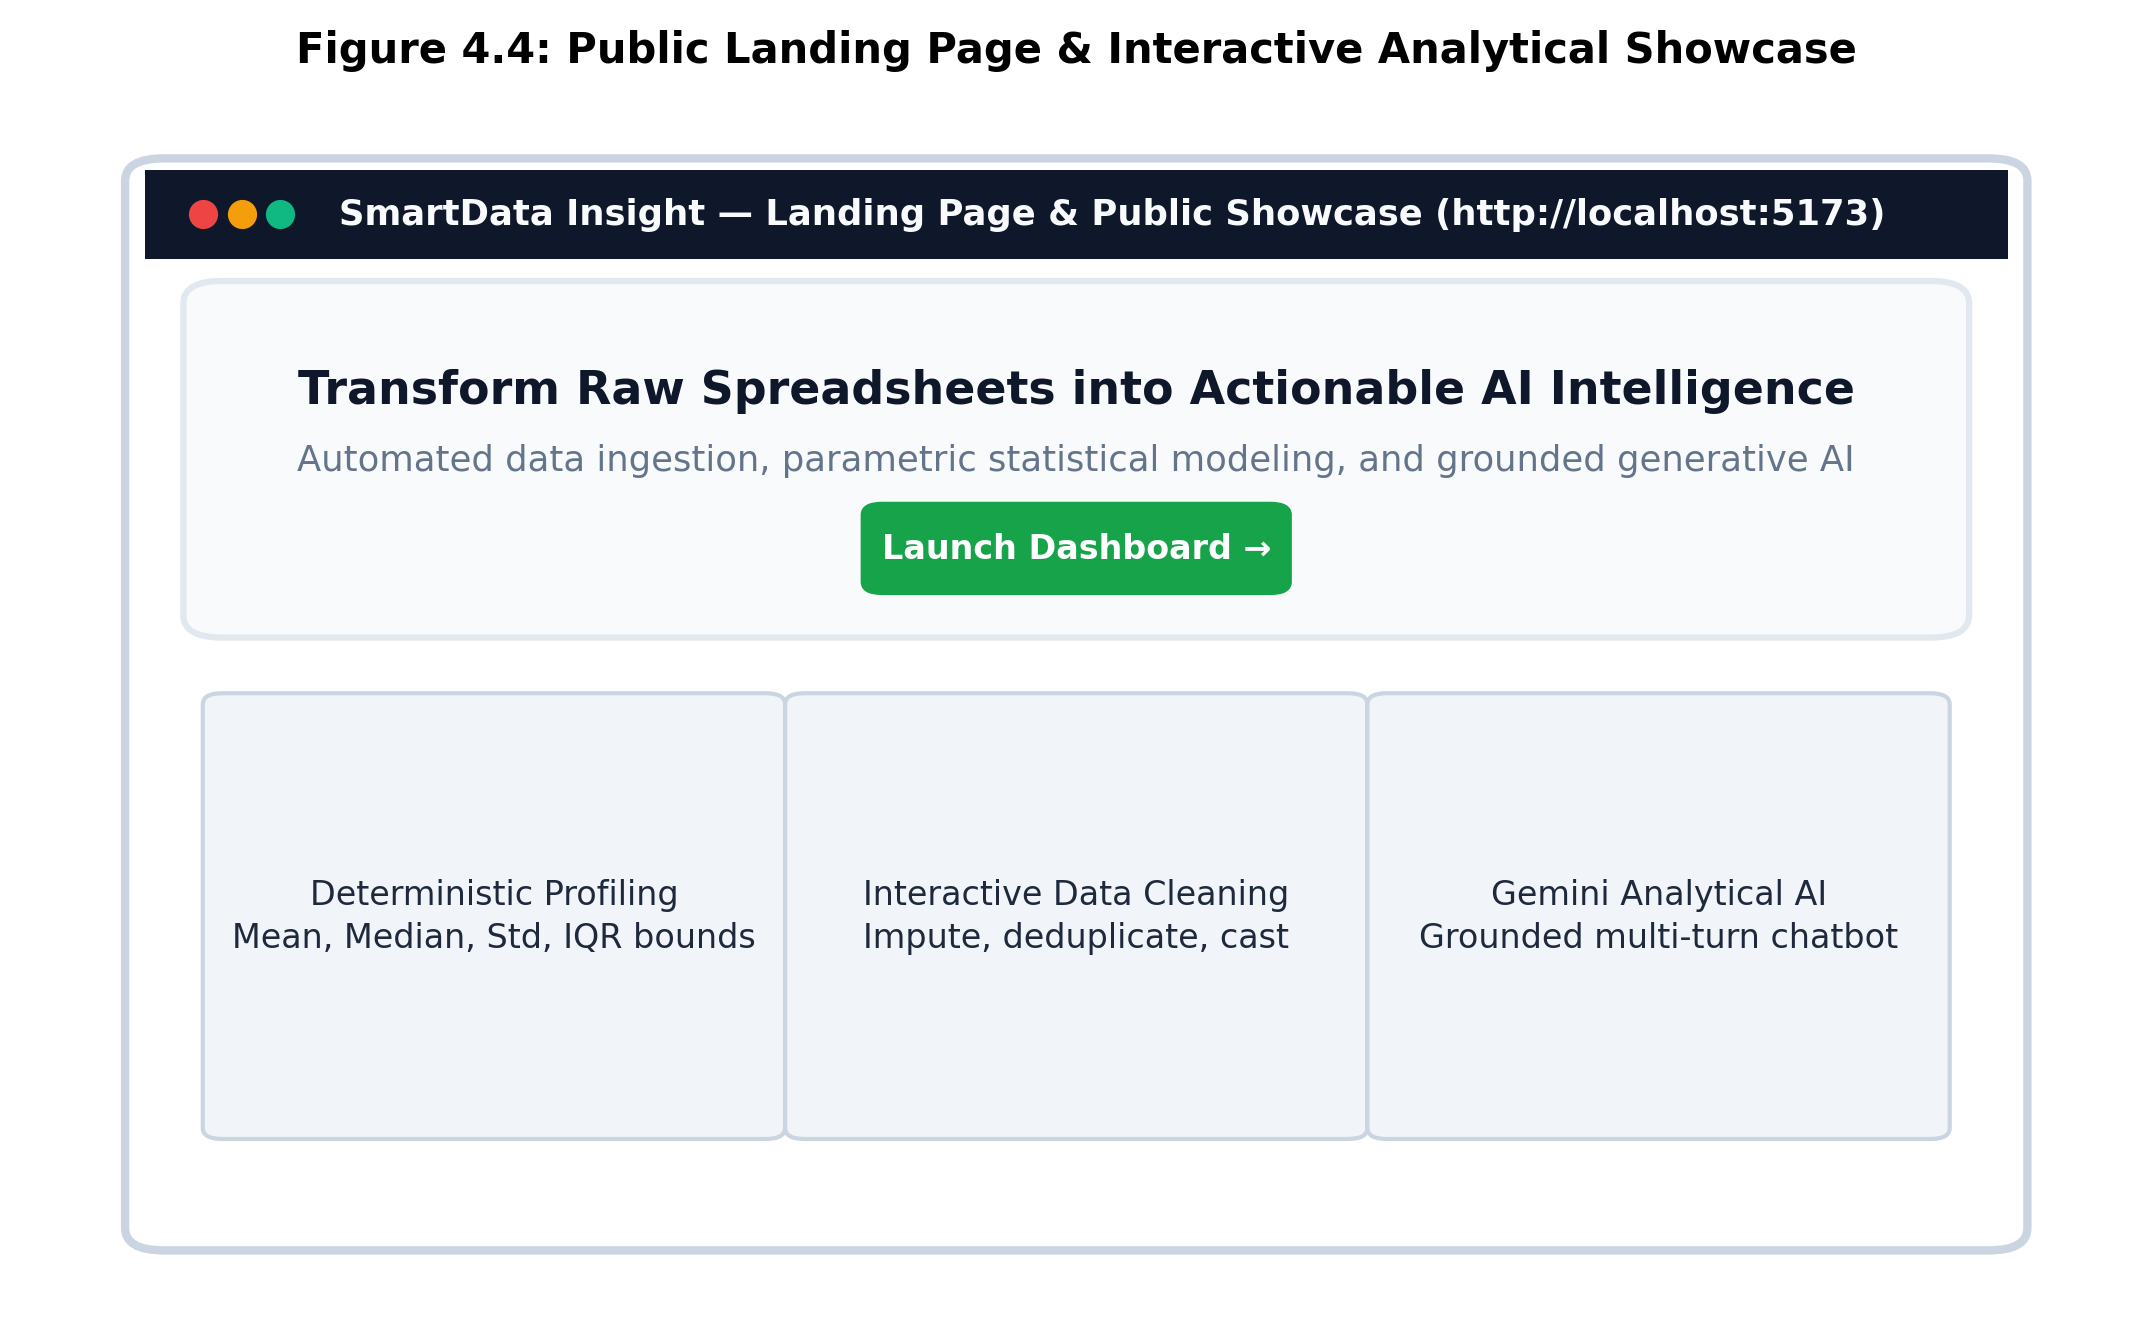 Figure 4.4: Public Landing Page & Interactive Analytical Showcase
SmartData Insight — Landing Page & Public Showcase (http://localhost:5173)
Transform Raw Spreadsheets into Actionable AI Intelligence
Automated data ingestion, parametric statistical modeling, and grounded generative AI
Launch Dashboard →
Deterministic Profiling
Mean, Median, Std, IQR bounds
Interactive Data Cleaning
Impute, deduplicate, cast
Gemini Analytical AI
Grounded multi-turn chatbot